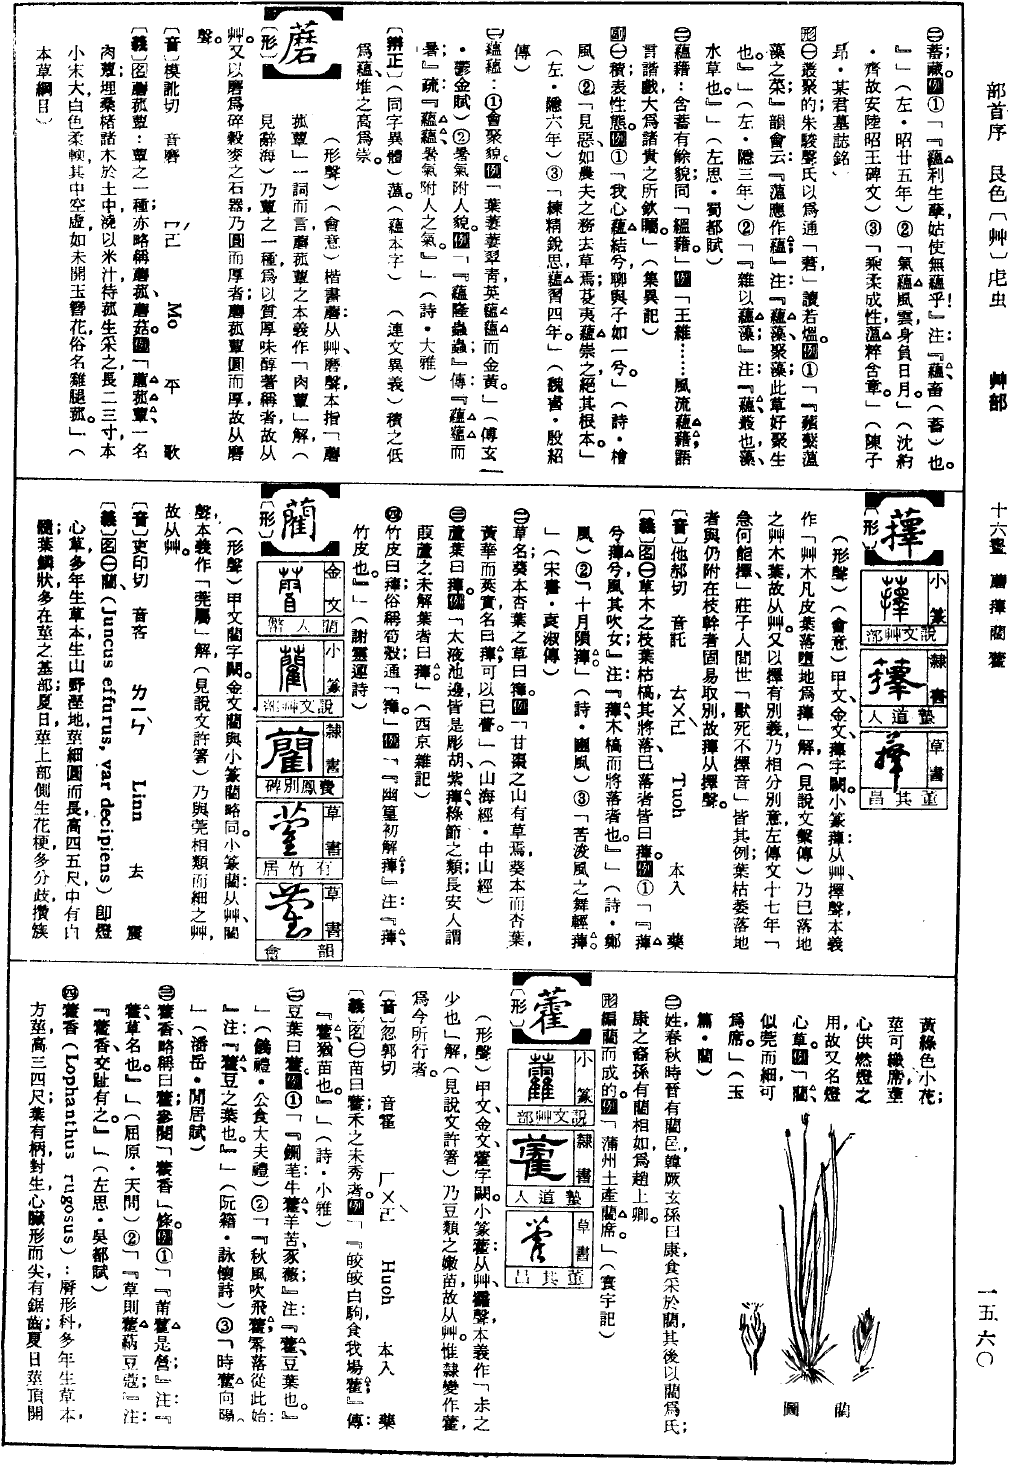 部首序 艮色〔艸〕虍虫 艸部 十六畫 蘑蘀藺藿 一五六〇
㊂蓄藏。例①「『蘊利生孽,姑使無蘊乎!』注:『蘊,畜(蓄)也。
』」(左・昭廿五年)②「氣蘊風雲,身負日月。」(沈約
・齊故安陸昭王碑文)③「乘柔成性,蘊粹含章。」(陳子
昂・某君墓誌銘)
形㊀叢聚的;朱駿聲氏以爲通「蒀」,讀若熅。例①「『蘋蘩薀
藻之菜』韻會云『薀應作蘊;』注:『蘊藻,聚藻;此草好聚生
也。』」(左・隱三年)②「『雜以蘊藻』注:『蘊,叢也;藻,
水草也。』」(左思・蜀都賦)
㊁蘊藉:含蓄有餘貌;同「縕藉」。例「王維……風流蘊藉,語
言諧戲,大爲諸貴之所欽矚。」(集異記)
副㊀積表性態。例①「我心蘊結兮,聊與子如一兮。」(詩・檜
風)②「見惡,如農夫之務去草焉,芟夷蘊崇之,絕其根本。」
(左・隱六年)③「練精銳思,蘊習四年。」(魏書・殷紹
傳)
㊁蘊蘊:①會聚貌。例「葉萋萋翠青,英蘊蘊而金黃。」(傅玄
・鬱金賦)②暑氣附人貌。例「『蘊隆蟲蟲;』傳:『蘊蘊而
暑;』疏:『蘊蘊,暑氣附人之氣。』」(詩・大雅)
〔辨正〕(同字異體)薀。(蘊本字) (連文異義)積之低
爲蘊,堆之高爲崇。
蘑
〔形〕
(形聲)(會意)楷書蘑:从艸,磨聲,本指「蘑
菰蕈」一詞而言;蘑菰蕈之本義作「肉蕈」解,(
見辭海)乃蕈之一種,爲以質厚味醇著稱者,故从
艸。又以磨爲碎穀麥之石器,乃圓而厚者;蘑菰蕈圓而厚,故从磨
聲。
〔音〕模訛切 音磨 ㄇㄛˊ Mo 平 歌
〔義〕名蘑菰蕈:蕈之一種;亦略稱蘑菰、蘑菇。例「蘑菰蕈,一名
肉蕈;埋桑楮諸木於土中,澆以米汁,待菰生采之;長二三寸,本
小末大,白色柔輭,其中空虛,如未開玉簪花,俗名雞腿菰。」(
本草綱目)
蘀
〔形〕
小篆 說文艸部
隸書 塾道人
草書 董其昌
(形聲)(會意)甲文、金文蘀字闕。小篆蘀:从艸,擇聲,本義
作「艸木凡皮葉落墮地爲蘀」解,(見說文繫傳)乃已落地
之艸木葉,故从艸。又以擇有別義,乃相分別意,左傳文十七年「
急何能擇」,莊子人間世「獸死不擇音」皆其例;葉枯萎落地
者與仍附在枝幹者固易取別,故蘀从擇聲。
〔音〕他郝切 音託 ㄊㄨㄛˋ Tuoh 本入 藥
〔義〕名㊀草木之枝葉枯槁,其將落已落者皆曰蘀。例①「『蘀
兮蘀兮,風其吹女;』注:『蘀,木槁而將落者也。』」(詩・鄭
風)②「十月隕蘀。」(詩・豳風)③「苦浚風之舞輕蘀。
」(宋書・袁淑傳)
㊁草名,葵本杏葉之草曰蘀。例「甘棗之山有草焉,葵本而杏葉,
黃華而莢實,名曰蘀;可以已瞢。」(山海經・中山經)
㊂蘆葉曰蘀。例「太液池邊皆是彫胡、紫蘀、綠節之類;長安人謂
葭蘆之未解葉者曰蘀。」(西京雜記)
㊃竹皮曰蘀,俗稱筍殼;通「籜」。例「『幽篁初解蘀;』注:『蘀,
竹皮也。』」(謝靈運詩)
藺
〔形〕
金文 藺人幣
小篆 說文艸部
隸書 費鳳別碑
草書 有竹居
草書 韻會
(形聲)甲文藺字闕。金文藺與小篆藺略同。小篆藺:从艸,閵
聲,本義作「莞屬」解,(見說文許箸)乃與莞相類而細之艸,
故从艸。
〔音〕吏印切 音吝 ㄌㄧㄣˋ Linn 去 震
〔義〕名㊀藺,(Juncus effurus, var decipiens)即燈
心草,多年生草本,生山野溼地;莖細圓而長,高四五尺,中有白
髓;葉鱗狀,多在莖之基部;夏日莖上部側生花梗,多分歧攢簇
黃綠色小花;
莖可織席,莖
心供燃燈之
用,故又名燈
心草。例「藺,
似莞而細,可
爲席。」(玉
篇・藺)
藺圖
㊁姓,春秋時晉有藺邑,韓厥玄孫曰康,食采於藺,其後以藺爲氏;
康之裔孫有藺相如,爲趙上卿。
形編藺而成的。例「蒲州土產藺席。」(寰宇記)
藿
〔形〕
小篆 說文艸部
隸書 塾道人
草書 董其昌
(形聲)甲文、金文藿字闕。小篆藿:从艸,靃聲,本義作「尗之
少也」解,(見說文許箸)乃豆類之嫩苗,故从艸。惟隸變作藿,
爲今所行者。
〔音〕忽郭切 音霍 ㄏㄨㄛˋ Huoh 本入 藥
〔義〕名㊀苗曰藿,禾之未秀者。例「『皎皎白駒,食我場藿;』傳:
『藿,猶苗也。』」(詩・小雅)
㊁豆葉曰藿。例①「『鉶芼,牛藿,羊苦,豕薇』注:『藿,豆葉也。』
」(儀禮・公食大夫禮)②「『秋風吹飛藿,零落從此始;
』注:『藿,豆之葉也。』」(阮籍・詠懷詩)③「時藿向陽。
」(潘岳・閒居賦)
㊂藿香略稱曰藿,參閱「藿香」條。例①「『莆藿是營』注:『
藿,草名也。』」(屈原・天問)②「『草則藿蒳豆蔻;』注:
『藿香,交趾有之。』」(左思・吳都賦)
㊃藿香(Lophanthus rugosus):脣形科,多年生草本,
方莖,高三四尺,葉有柄,對生,心臟形而尖,有鋸齒;夏日莖頂開